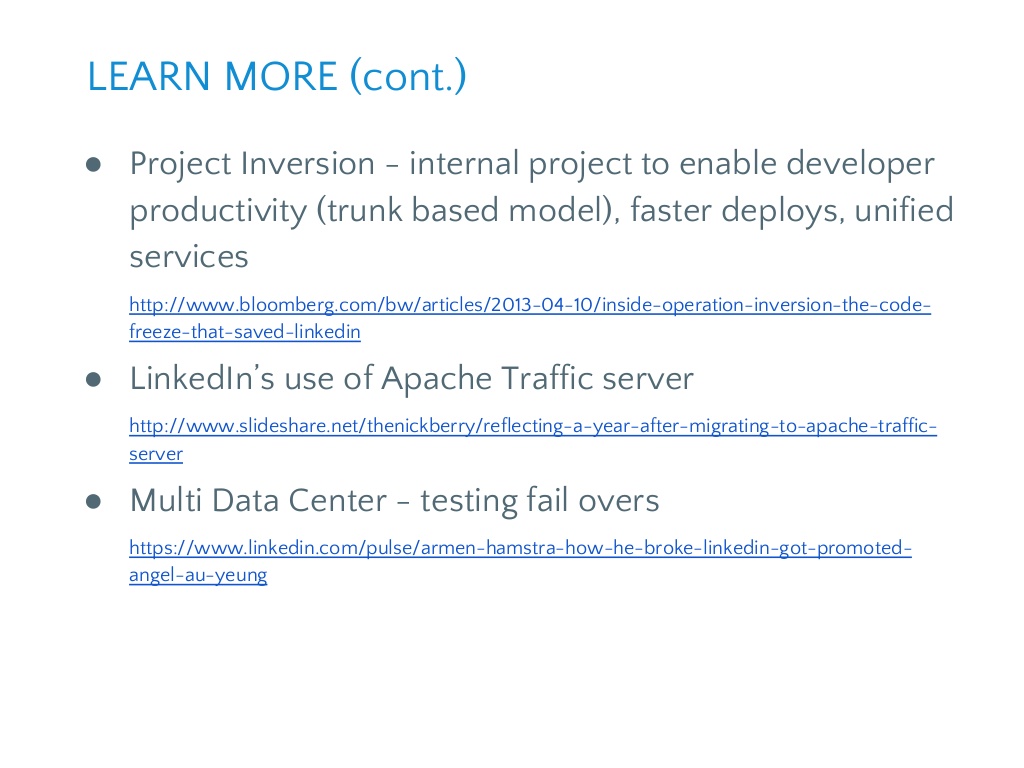 LEARN MORE (cont.)
● Project Inversion - internal project to enable developer
productivity (trunk based model), faster deploys, unified
services
http://www.bloomberg.com/bw/articles/2013-04-10/inside-operation-inversion-the-code-
freeze-that-saved-linkedin
● LinkedIn’s use of Apache Traffic server
http://www.slideshare.net/thenickberry/reflecting-a-year-after-migrating-to-apache-traffic-
server
● Multi Data Center - testing fail overs
https://www.linkedin.com/pulse/armen-hamstra-how-he-broke-linkedin-got-promoted-
angel-au-yeung